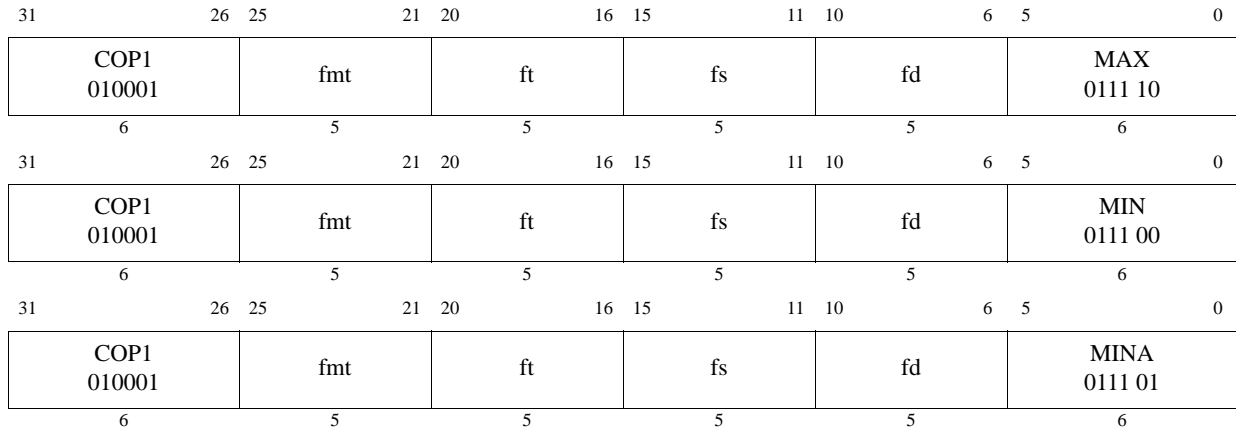 31 26 25 21 20 16 15 11 10 6 5 0
COP1 fmt ft fs fd MAX
010001 0111 10
6 5 5 5 5 6
31 26 25 21 20 16 15 11 10 6 5 0
COP1 fmt ft fs fd MIN
010001 0111 00
6 5 5 5 5 6
31 26 25 21 20 16 15 11 10 6 5 0
COP1 fmt ft fs fd MINA
010001 0111 01
6 5 5 5 5 6